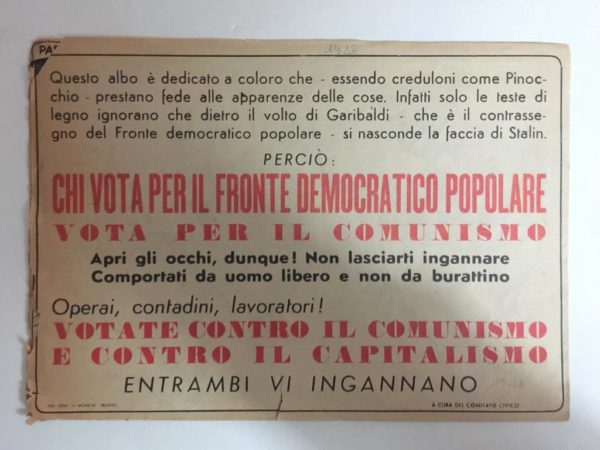 PA
1948
Questo albo è dedicato a coloro che - essendo creduloni come Pinoc-
chio - prestano fede alle apparenze delle cose. Infatti solo le teste di
legno ignorano che dietro il volto di Garibaldi - che è il contrasse-
gno del Fronte democratico popolare - si nasconde la faccia di Stalin.
PERCIÒ:
CHI VOTA PER IL FRONTE DEMOCRATICO POPOLARE
VOTA PER IL COMUNISMO
Apri gli occhi, dunque! Non lasciarti ingannare
Comportati da uomo libero e non da burattino
Operai, contadini, lavoratori!
VOTATE CONTRO IL COMUNISMO
E CONTRO IL CAPITALISMO
ENTRAMBI VI INGANNANO 1948
MONETA MILANO
A CURA DEL COMITATO CIVICO